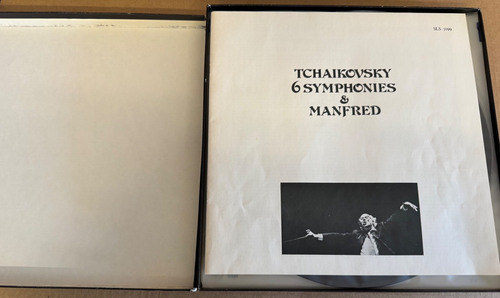 TCHAIKOVSKY
6 SYMPHONIES
&
MANFRED